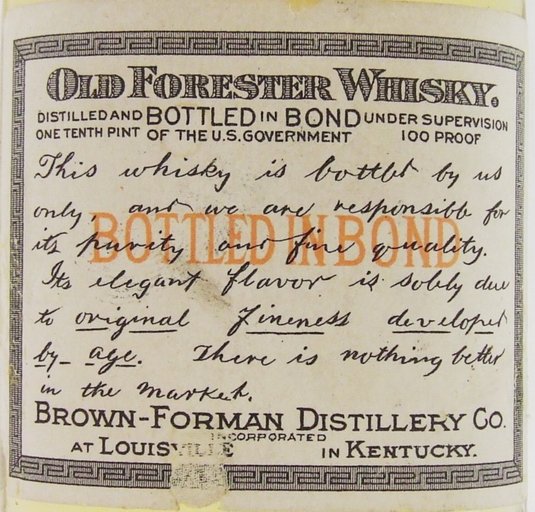 OLD FORESTER WHISKY.
DISTILLED AND BOTTLED IN BOND UNDER SUPERVISION
ONE TENTH PINT OF THE U.S. GOVERNMENT 100 PROOF
This whisky is bottled by us
only, and we are responsible for
BOTTLED IN BOND
its purity and fine quality.
Its elegant flavor is solely due
to original fineness developed
by age. There is nothing better
in the market.
BROWN-FORMAN DISTILLERY CO.
INCORPORATED
AT LOUISVILLE IN KENTUCKY.